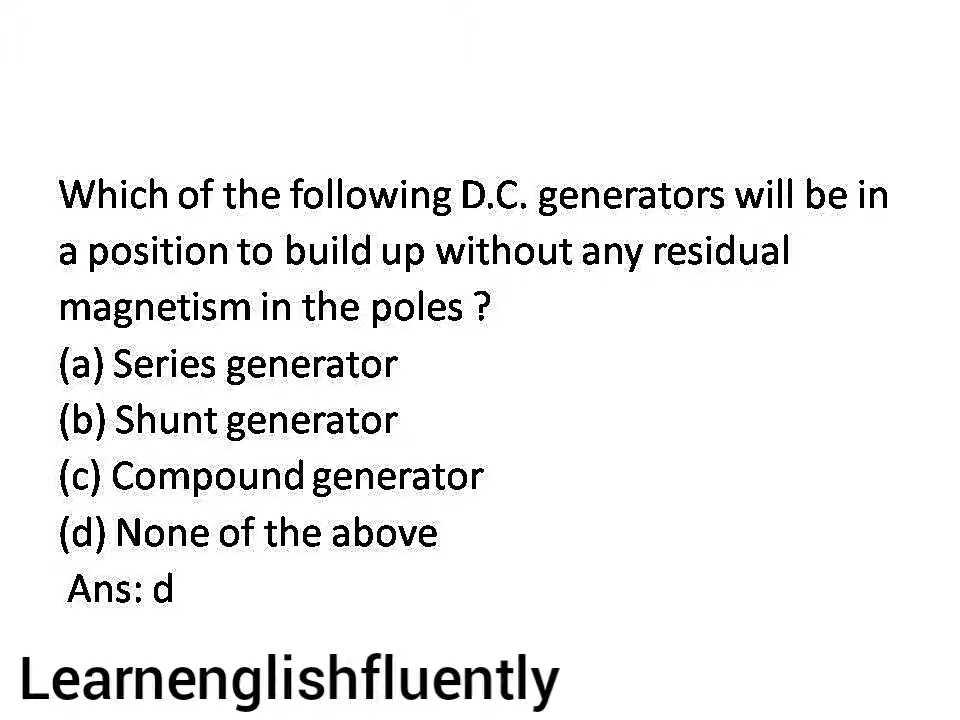 Which of the following D.C. generators will be in
a position to build up without any residual
magnetism in the poles ?
(a) Series generator
(b) Shunt generator
(c) Compound generator
(d) None of the above
Ans: d
Learnenglishfluently